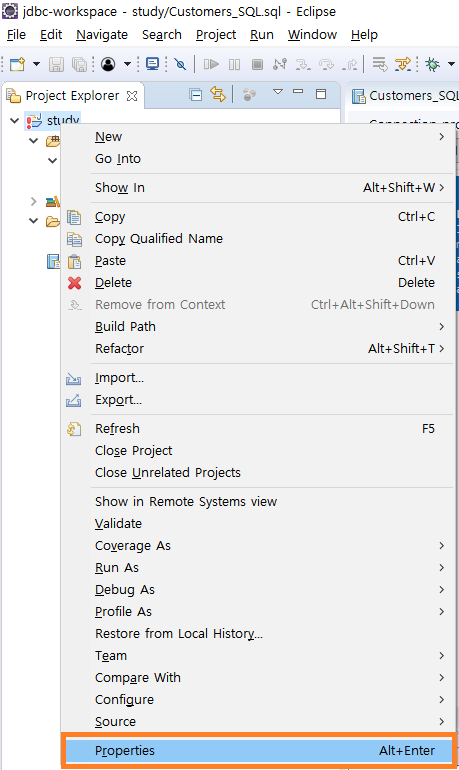 jdbc-workspace - study/Customers_SQL.sql - Eclipse
File Edit Navigate Search Project Run Window Help
Project Explorer
Customers_SQ
study
New
Go Into
Show In Alt+Shift+W
Copy Ctrl+C
Copy Qualified Name
Paste Ctrl+V
Delete Delete
Remove from Context Ctrl+Alt+Shift+Down
Build Path
Refactor Alt+Shift+T
Import...
Export...
Refresh F5
Close Project
Close Unrelated Projects
Show in Remote Systems view
Validate
Coverage As
Run As
Debug As
Profile As
Restore from Local History...
Team
Compare With
Configure
Source
Properties Alt+Enter